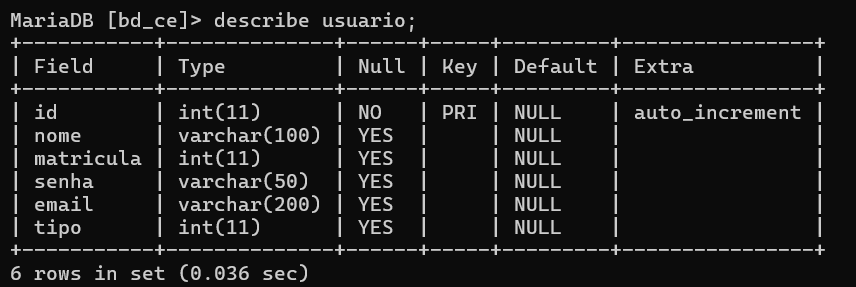 MariaDB [bd_ce]> describe usuario;
+-----------+--------------+------+-----+---------+----------------+
| Field     | Type         | Null | Key | Default | Extra          |
+-----------+--------------+------+-----+---------+----------------+
| id        | int(11)      | NO   | PRI | NULL    | auto_increment |
| nome      | varchar(100) | YES  |     | NULL    |                |
| matricula | int(11)      | YES  |     | NULL    |                |
| senha     | varchar(50)  | YES  |     | NULL    |                |
| email     | varchar(200) | YES  |     | NULL    |                |
| tipo      | int(11)      | YES  |     | NULL    |                |
+-----------+--------------+------+-----+---------+----------------+
6 rows in set (0.036 sec)